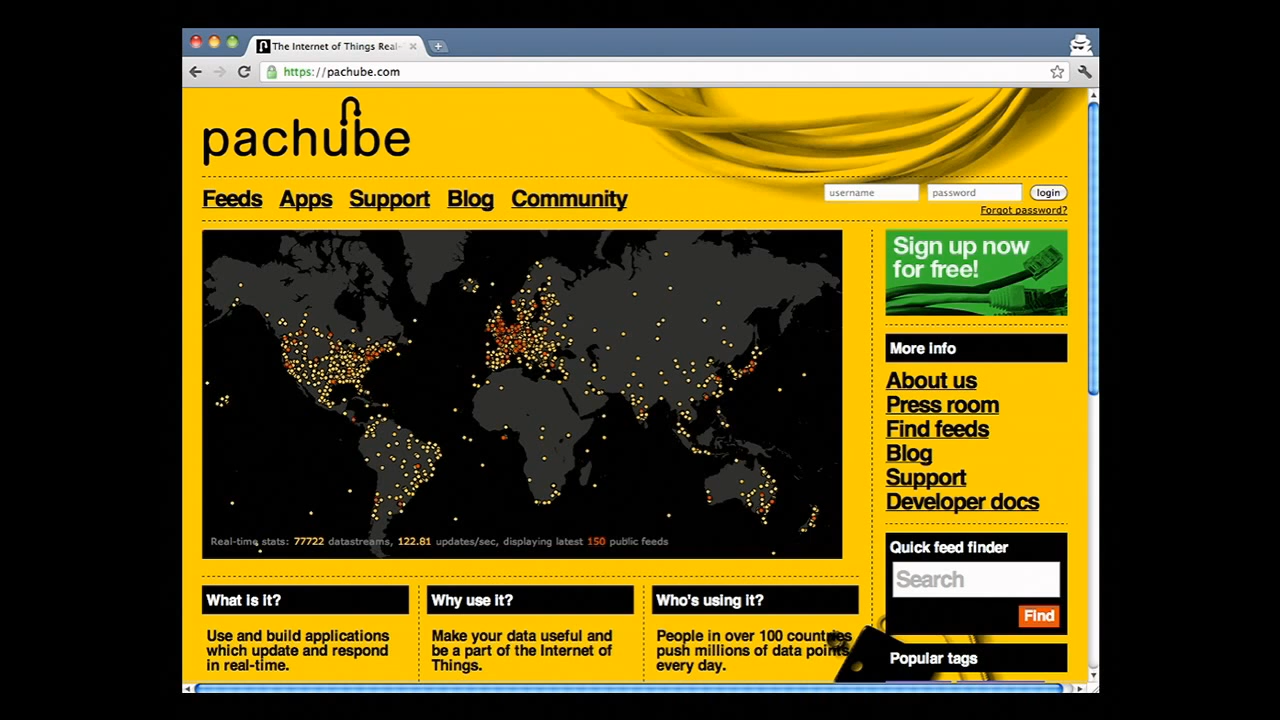 The Internet of Things Real-
https://pachube.com
pachube
Feeds Apps Support Blog Community
username password login
Forgot password?
Sign up now
for free!
More info
About us
Press room
Find feeds
Blog
Support
Developer docs
Real-time stats: 77722 datastreams, 122.81 updates/sec, displaying latest 150 public feeds
Quick feed finder
Search
Find
Popular tags
What is it?
Use and build applications
which update and respond
in real-time.
Why use it?
Make your data useful and
be a part of the Internet of
Things.
Who's using it?
People in over 100 countries
push millions of data points
every day.